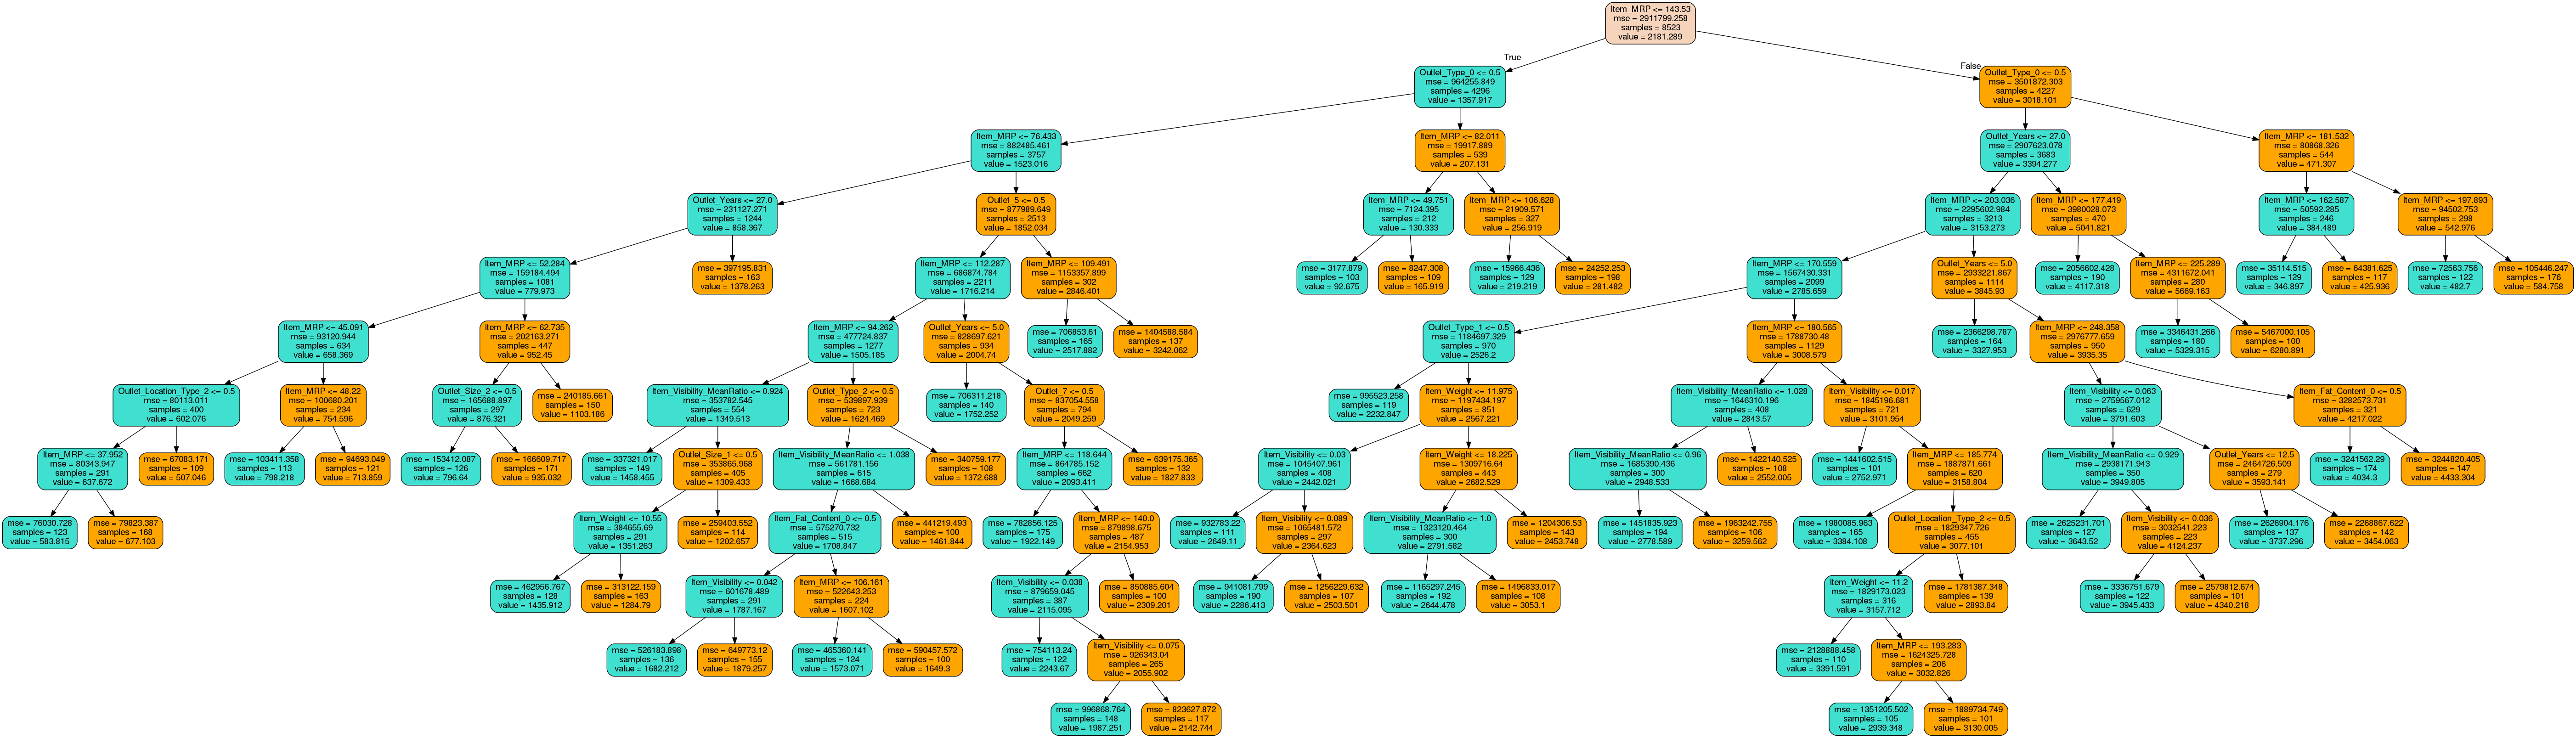 Item_MRP <= 143.53
mse = 2911799.258
samples = 8523
value = 2181.289
True
False
Outlet_Type_0 <= 0.5
mse = 964255.849
samples = 4296
value = 1357.917
Outlet_Type_0 <= 0.5
mse = 3501872.303
samples = 4227
value = 3018.101
Item_MRP <= 76.433
mse = 882485.461
samples = 3757
value = 1523.016
Item_MRP <= 82.011
mse = 19917.889
samples = 539
value = 207.131
Outlet_Years <= 27.0
mse = 2907623.078
samples = 3683
value = 3394.277
Item_MRP <= 181.532
mse = 80868.326
samples = 544
value = 471.307
Outlet_Years <= 27.0
mse = 231127.271
samples = 1244
value = 858.367
Outlet_5 <= 0.5
mse = 877989.649
samples = 2513
value = 1852.034
Item_MRP <= 49.751
mse = 7124.395
samples = 212
value = 130.333
Item_MRP <= 106.628
mse = 21909.571
samples = 327
value = 256.919
Item_MRP <= 203.036
mse = 2295602.984
samples = 3213
value = 3153.273
Item_MRP <= 177.419
mse = 3980028.073
samples = 470
value = 5041.821
Item_MRP <= 162.587
mse = 50592.285
samples = 246
value = 384.489
Item_MRP <= 197.893
mse = 94502.753
samples = 298
value = 542.976
Item_MRP <= 52.284
mse = 159184.494
samples = 1081
value = 779.973
mse = 397195.831
samples = 163
value = 1378.263
Item_MRP <= 112.287
mse = 686874.784
samples = 2211
value = 1716.214
Item_MRP <= 109.491
mse = 1153357.899
samples = 302
value = 2846.401
mse = 3177.879
samples = 103
value = 92.675
mse = 8247.308
samples = 109
value = 165.919
mse = 15966.436
samples = 129
value = 219.219
mse = 24252.253
samples = 198
value = 281.482
Item_MRP <= 170.559
mse = 1567430.331
samples = 2099
value = 2785.659
Outlet_Years <= 5.0
mse = 2933221.867
samples = 1114
value = 3845.93
mse = 2056602.428
samples = 190
value = 4117.318
Item_MRP <= 225.289
mse = 4311672.041
samples = 280
value = 5669.163
mse = 35114.515
samples = 129
value = 346.897
mse = 64381.625
samples = 117
value = 425.936
mse = 72563.756
samples = 122
value = 482.7
mse = 105446.247
samples = 176
value = 584.758
Item_MRP <= 45.091
mse = 93120.944
samples = 634
value = 658.369
Item_MRP <= 62.735
mse = 202163.271
samples = 447
value = 952.45
Item_MRP <= 94.262
mse = 477724.837
samples = 1277
value = 1505.185
Outlet_Years <= 5.0
mse = 828697.621
samples = 934
value = 2004.74
mse = 706853.61
samples = 165
value = 2517.882
mse = 1404588.584
samples = 137
value = 3242.062
Outlet_Type_1 <= 0.5
mse = 1184697.329
samples = 970
value = 2526.2
Item_MRP <= 180.565
mse = 1788730.48
samples = 1129
value = 3008.579
mse = 2366298.787
samples = 164
value = 3327.953
Item_MRP <= 248.358
mse = 2976777.659
samples = 950
value = 3935.35
mse = 3346431.266
samples = 180
value = 5329.315
mse = 5467000.105
samples = 100
value = 6280.891
Outlet_Location_Type_2 <= 0.5
mse = 80113.011
samples = 400
value = 602.076
Item_MRP <= 48.22
mse = 100680.201
samples = 234
value = 754.596
Outlet_Size_2 <= 0.5
mse = 165688.897
samples = 297
value = 876.321
mse = 240185.661
samples = 150
value = 1103.186
Item_Visibility_MeanRatio <= 0.924
mse = 353782.545
samples = 554
value = 1349.513
Outlet_Type_2 <= 0.5
mse = 539897.939
samples = 723
value = 1624.469
mse = 706311.218
samples = 140
value = 1752.252
Outlet_7 <= 0.5
mse = 837054.558
samples = 794
value = 2049.259
mse = 995523.258
samples = 119
value = 2232.847
Item_Weight <= 11.975
mse = 1197434.197
samples = 851
value = 2567.221
Item_Visibility_MeanRatio <= 1.028
mse = 1646310.196
samples = 408
value = 2843.57
Item_Visibility <= 0.017
mse = 1845196.681
samples = 721
value = 3101.954
Item_Visibility <= 0.063
mse = 2759567.012
samples = 629
value = 3791.603
Item_Fat_Content_0 <= 0.5
mse = 3282573.731
samples = 321
value = 4217.022
Item_MRP <= 37.952
mse = 80343.947
samples = 291
value = 637.672
mse = 67083.171
samples = 109
value = 507.046
mse = 103411.358
samples = 113
value = 798.218
mse = 94693.049
samples = 121
value = 713.859
mse = 153412.087
samples = 126
value = 796.64
mse = 166609.717
samples = 171
value = 935.032
mse = 337321.017
samples = 149
value = 1458.455
Outlet_Size_1 <= 0.5
mse = 353865.968
samples = 405
value = 1309.433
Item_Visibility_MeanRatio <= 1.038
mse = 561781.156
samples = 615
value = 1668.684
mse = 340759.177
samples = 108
value = 1372.688
Item_MRP <= 118.644
mse = 864785.152
samples = 662
value = 2093.411
mse = 639175.365
samples = 132
value = 1827.833
Item_Visibility <= 0.03
mse = 1045407.961
samples = 408
value = 2442.021
Item_Weight <= 18.225
mse = 1309716.64
samples = 443
value = 2682.529
Item_Visibility_MeanRatio <= 0.96
mse = 1685390.436
samples = 300
value = 2948.533
mse = 1422140.525
samples = 108
value = 2552.005
mse = 1441602.515
samples = 101
value = 2752.971
Item_MRP <= 185.774
mse = 1887871.661
samples = 620
value = 3158.804
Item_Visibility_MeanRatio <= 0.929
mse = 2938171.943
samples = 350
value = 3949.805
Outlet_Years <= 12.5
mse = 2464726.509
samples = 279
value = 3593.141
mse = 3241562.29
samples = 174
value = 4034.3
mse = 3244820.405
samples = 147
value = 4433.304
mse = 76030.728
samples = 123
value = 583.815
mse = 79823.387
samples = 168
value = 677.103
Item_Weight <= 10.55
mse = 384655.69
samples = 291
value = 1351.263
mse = 259403.552
samples = 114
value = 1202.657
Item_Fat_Content_0 <= 0.5
mse = 575270.732
samples = 515
value = 1708.847
mse = 441219.493
samples = 100
value = 1461.844
mse = 782856.125
samples = 175
value = 1922.149
Item_MRP <= 140.0
mse = 879898.675
samples = 487
value = 2154.953
mse = 932783.22
samples = 111
value = 2649.11
Item_Visibility <= 0.089
mse = 1065481.572
samples = 297
value = 2364.623
Item_Visibility_MeanRatio <= 1.0
mse = 1323120.464
samples = 300
value = 2791.582
mse = 1204306.53
samples = 143
value = 2453.748
mse = 1451835.923
samples = 194
value = 2778.589
mse = 1963242.755
samples = 106
value = 3259.562
mse = 1980085.963
samples = 165
value = 3384.108
Outlet_Location_Type_2 <= 0.5
mse = 1829347.726
samples = 455
value = 3077.101
mse = 2625231.701
samples = 127
value = 3643.52
Item_Visibility <= 0.036
mse = 3032541.223
samples = 223
value = 4124.237
mse = 2626904.176
samples = 137
value = 3737.296
mse = 2268867.622
samples = 142
value = 3454.063
mse = 462956.767
samples = 128
value = 1435.912
mse = 313122.159
samples = 163
value = 1284.79
Item_Visibility <= 0.042
mse = 601678.489
samples = 291
value = 1787.167
Item_MRP <= 106.161
mse = 522643.253
samples = 224
value = 1607.102
Item_Visibility <= 0.038
mse = 879659.045
samples = 387
value = 2115.095
mse = 850885.604
samples = 100
value = 2309.201
mse = 941081.799
samples = 190
value = 2286.413
mse = 1256229.632
samples = 107
value = 2503.501
mse = 1165297.245
samples = 192
value = 2644.478
mse = 1496833.017
samples = 108
value = 3053.1
Item_Weight <= 11.2
mse = 1829173.023
samples = 316
value = 3157.712
mse = 1781387.348
samples = 139
value = 2893.84
mse = 3336751.679
samples = 122
value = 3945.433
mse = 2579812.674
samples = 101
value = 4340.218
mse = 526183.898
samples = 136
value = 1682.212
mse = 649773.12
samples = 155
value = 1879.257
mse = 465360.141
samples = 124
value = 1573.071
mse = 590457.572
samples = 100
value = 1649.3
mse = 754113.24
samples = 122
value = 2243.67
Item_Visibility <= 0.075
mse = 926343.04
samples = 265
value = 2055.902
mse = 2128888.458
samples = 110
value = 3391.591
Item_MRP <= 193.283
mse = 1624325.728
samples = 206
value = 3032.826
mse = 996868.764
samples = 148
value = 1987.251
mse = 823627.872
samples = 117
value = 2142.744
mse = 1351205.502
samples = 105
value = 2939.348
mse = 1889734.749
samples = 101
value = 3130.005